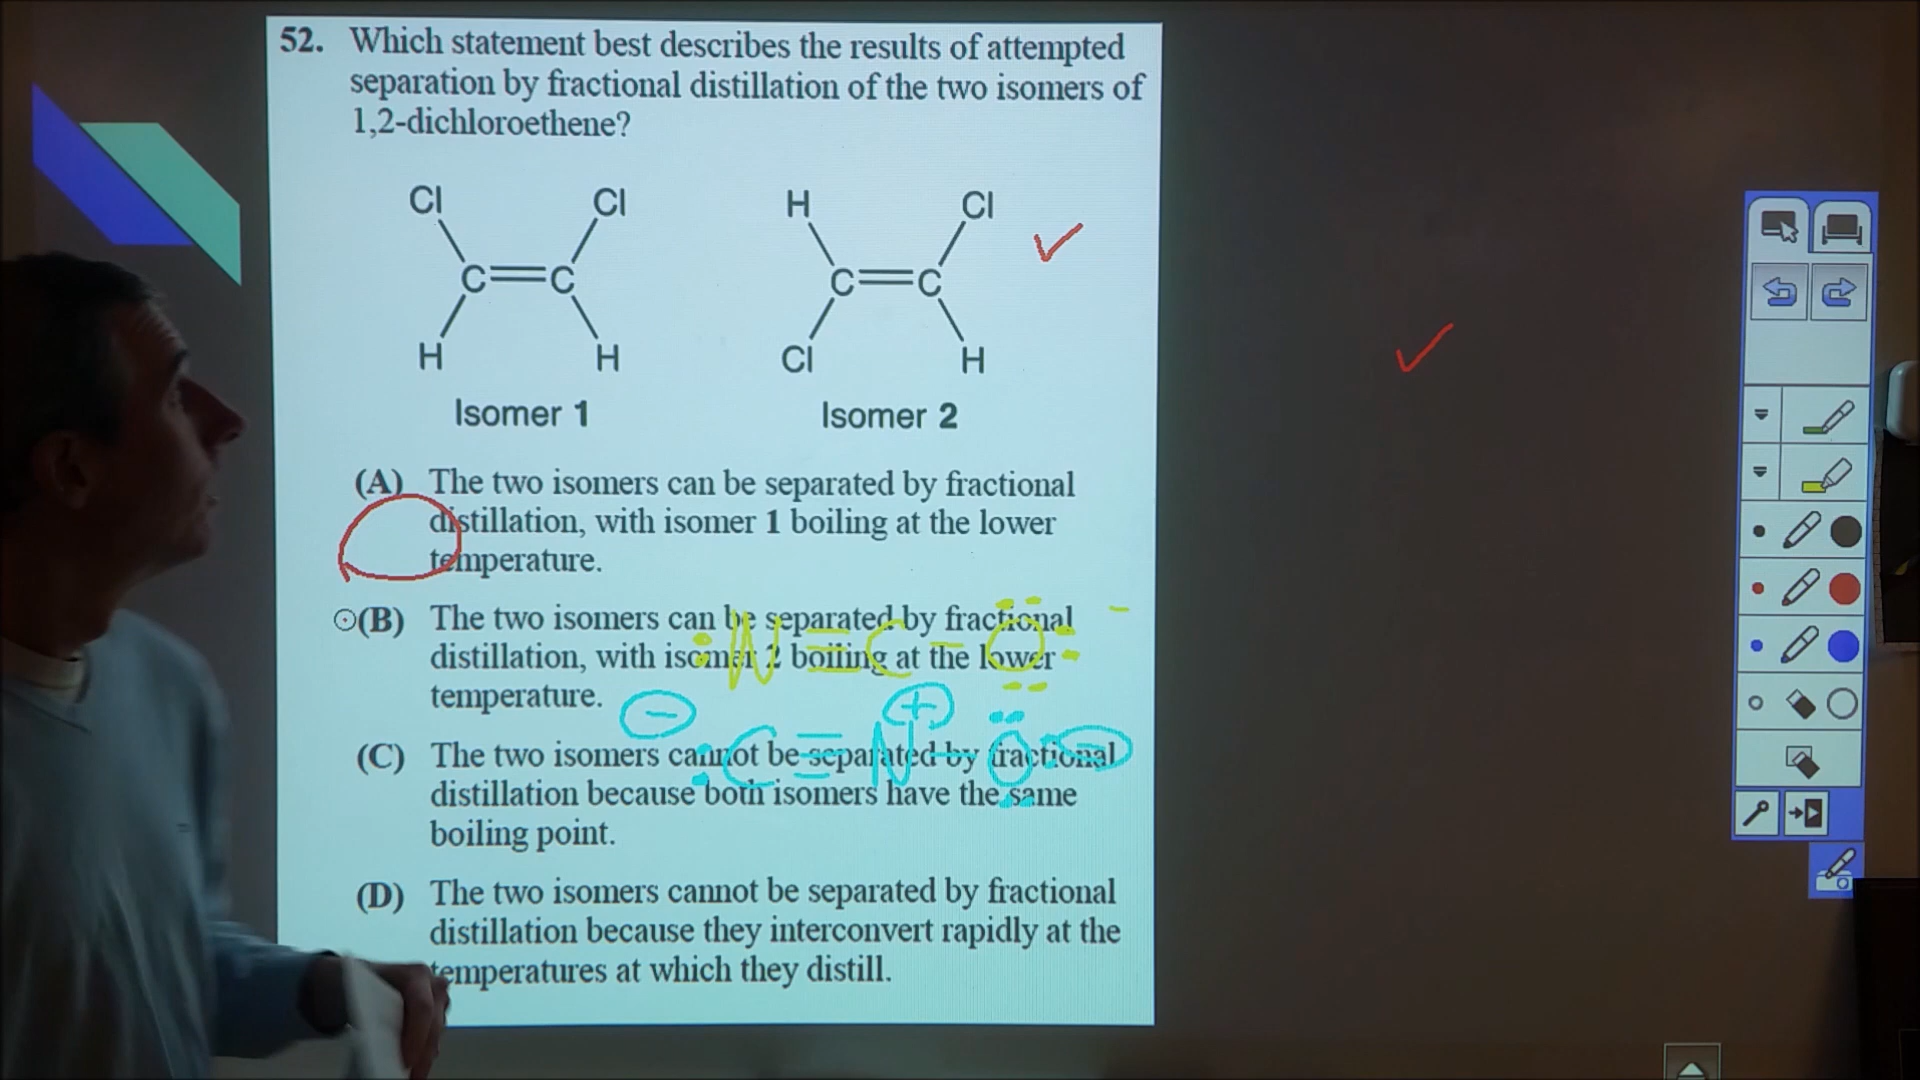 52. Which statement best describes the results of attempted
separation by fractional distillation of the two isomers of
1,2-dichloroethene?
Cl Cl H Cl
C=C C=C
H H Cl H
Isomer 1 Isomer 2
(A) The two isomers can be separated by fractional
distillation, with isomer 1 boiling at the lower
temperature.
(B) The two isomers can be separated by fractional
distillation, with isomer 2 boiling at the lower
temperature.
:N≡C-O: -
- + -
:C≡N-O:
(C) The two isomers cannot be separated by fractional
distillation because both isomers have the same
boiling point.
(D) The two isomers cannot be separated by fractional
distillation because they interconvert rapidly at the
temperatures at which they distill.